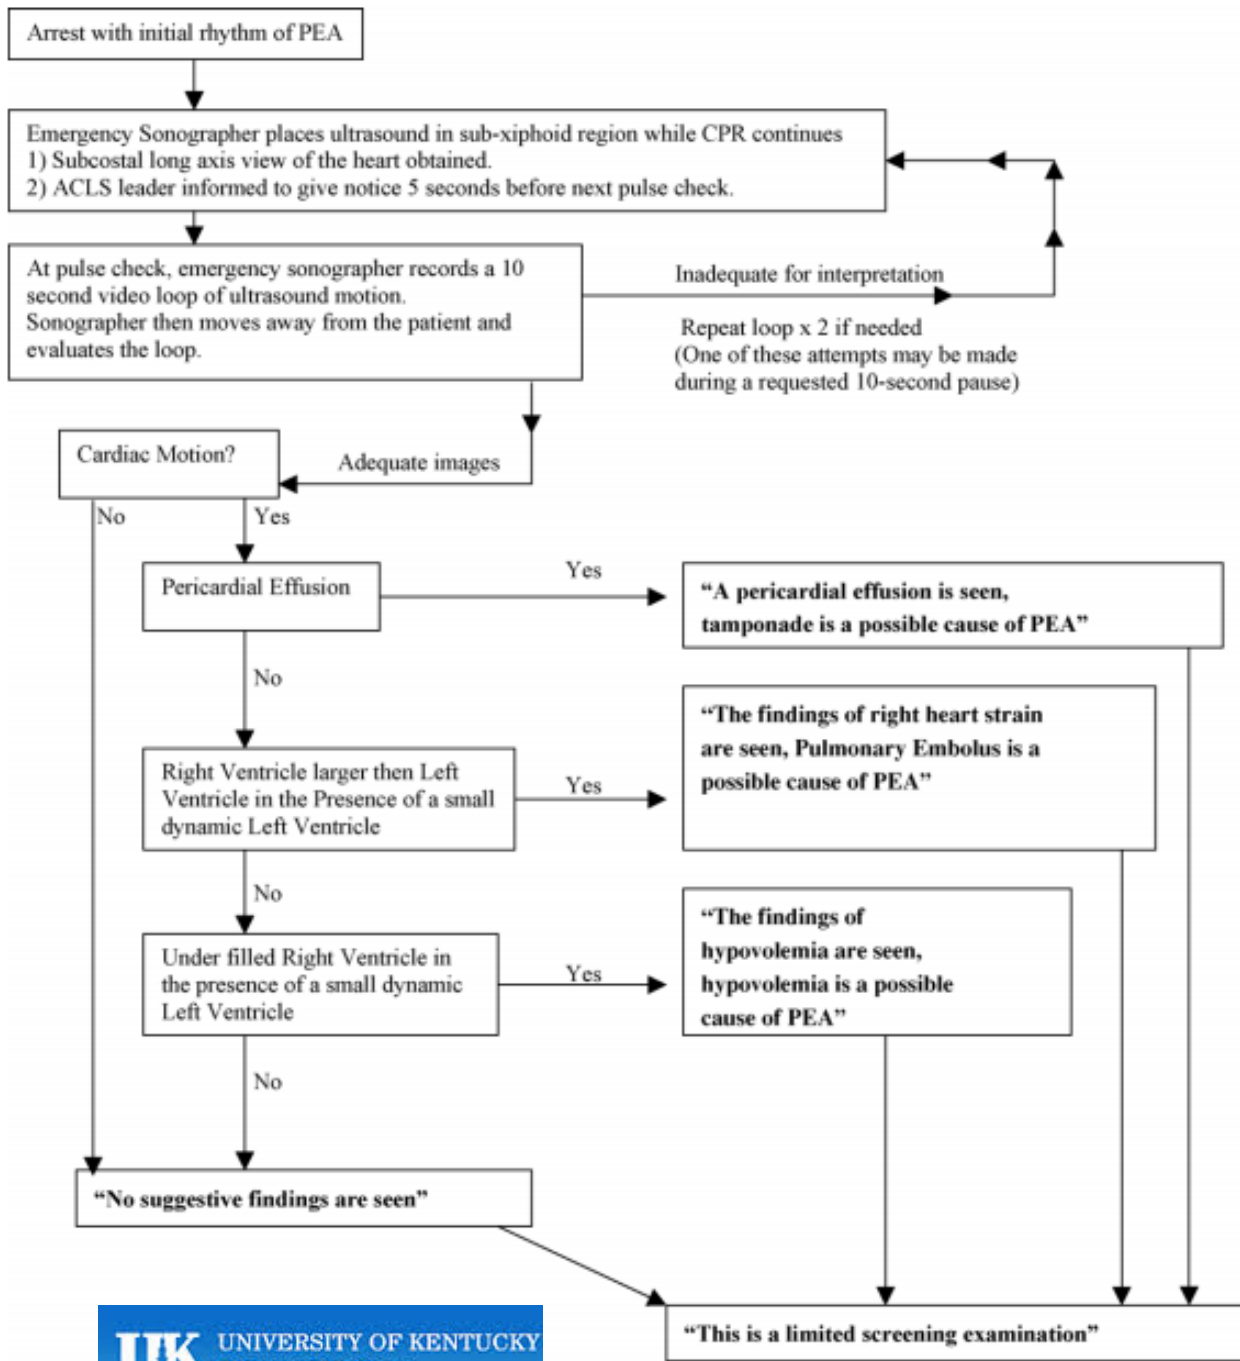 Arrest with initial rhythm of PEA
Emergency Sonographer places ultrasound in sub-xiphoid region while CPR continues
1) Subcostal long axis view of the heart obtained.
2) ACLS leader informed to give notice 5 seconds before next pulse check.
At pulse check, emergency sonographer records a 10
second video loop of ultrasound motion.
Sonographer then moves away from the patient and
evaluates the loop.
Inadequate for interpretation
Repeat loop x 2 if needed
(One of these attempts may be made
during a requested 10-second pause)
Cardiac Motion?
Adequate images
No
Yes
Pericardial Effusion
Yes
“A pericardial effusion is seen,
tamponade is a possible cause of PEA”
No
Right Ventricle larger then Left
Ventricle in the Presence of a small
dynamic Left Ventricle
Yes
“The findings of right heart strain
are seen, Pulmonary Embolus is a
possible cause of PEA”
No
Under filled Right Ventricle in
the presence of a small dynamic
Left Ventricle
Yes
“The findings of
hypovolemia are seen,
hypovolemia is a possible
cause of PEA”
No
“No suggestive findings are seen”
“This is a limited screening examination”
UK UNIVERSITY OF KENTUCKY